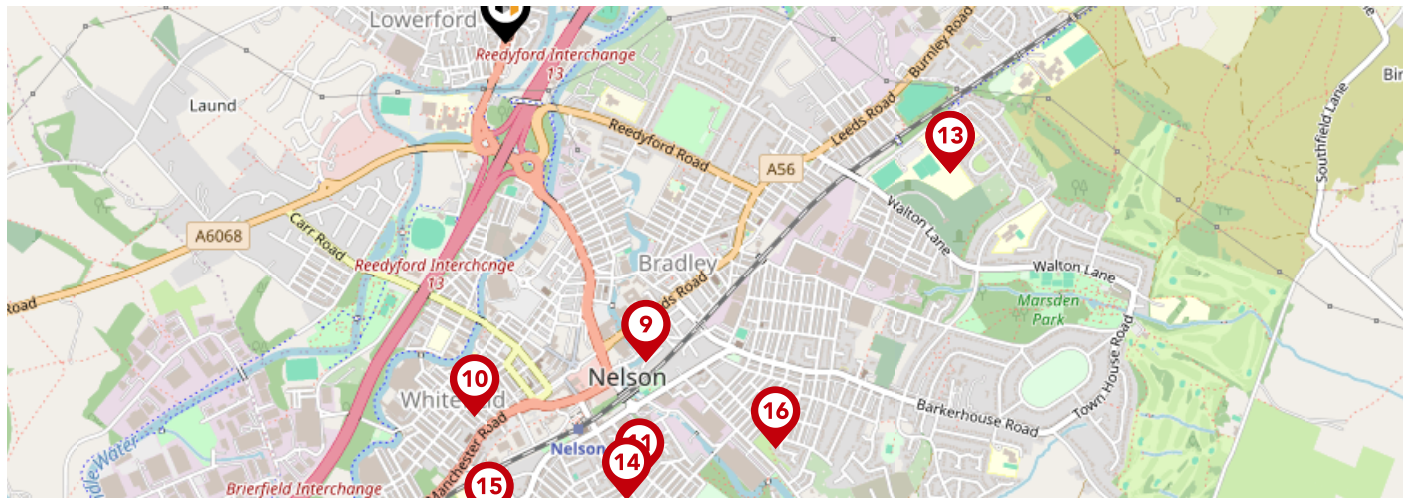 Lowerford
Reedyford Interchange
13
Burnley Road
Laund
Leeds Road
13
Southfield Lane
Reedyford Road
A56
Walton Lane
A6068
Carr Road
Bradley
Reedyford Interchange
13
Walton Lane
Road
Marsden
Park
9
Nelson
10
Town House Road
16
Barkerhouse Road
Manchester Road
Nelson
14
15
Brierfield Interchange